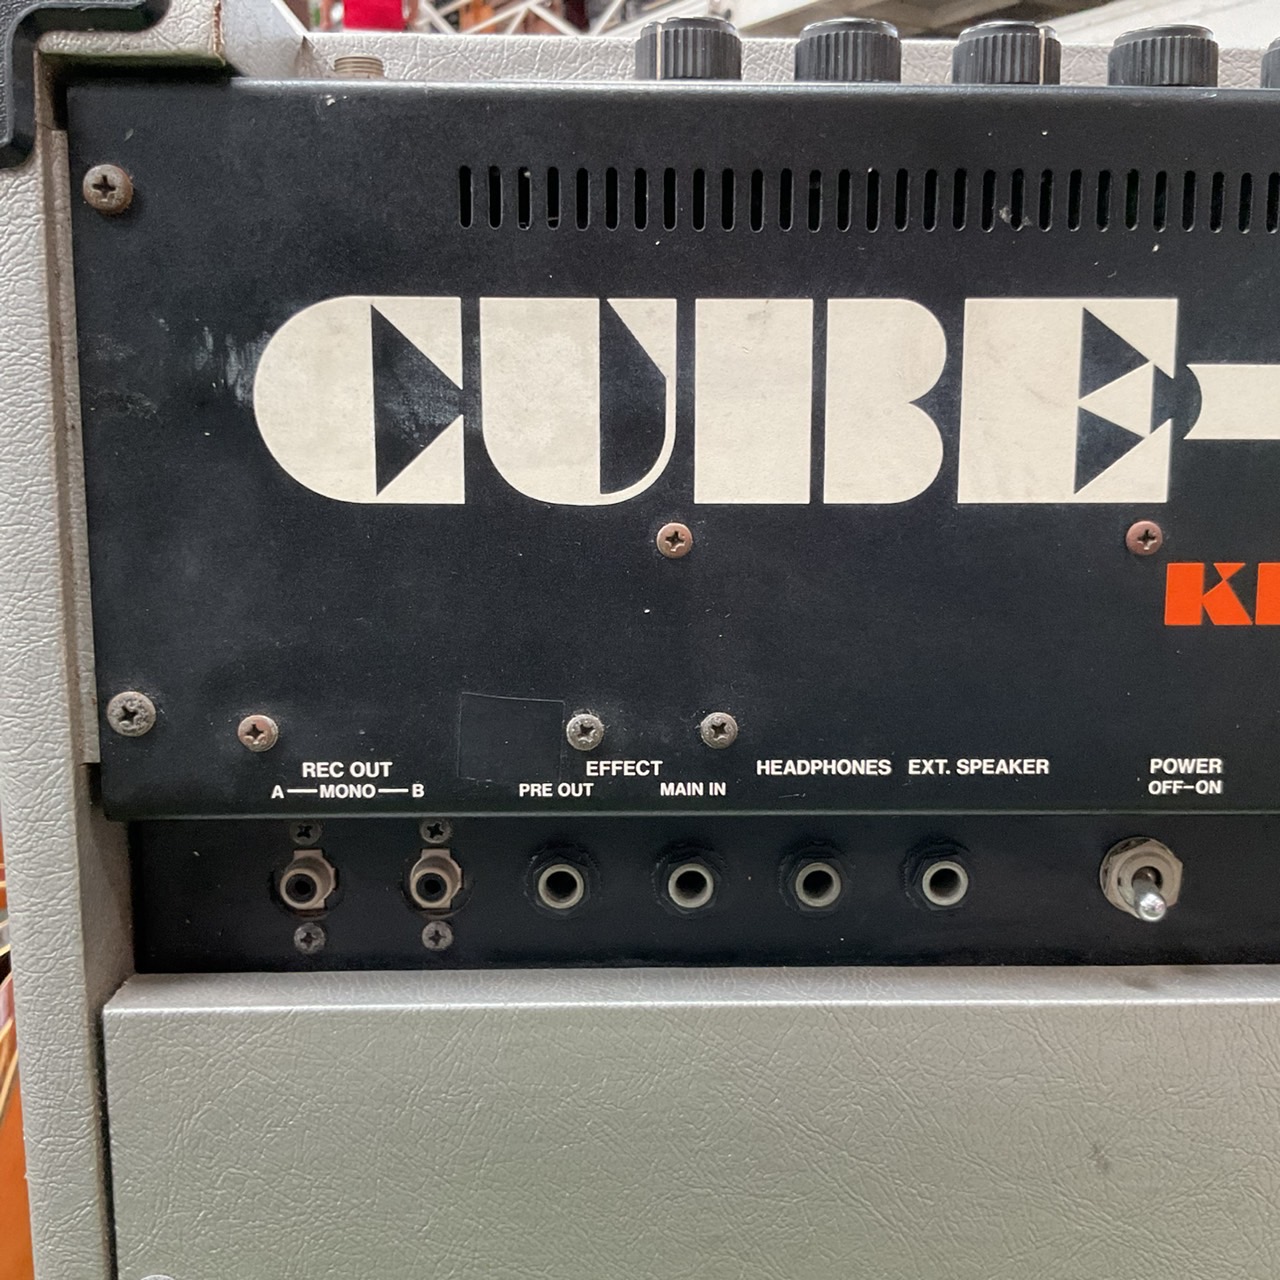 CUBE-
REC OUT
A—MONO—B
EFFECT
PRE OUT
MAIN IN
HEADPHONES
EXT. SPEAKER
POWER
OFF-ON